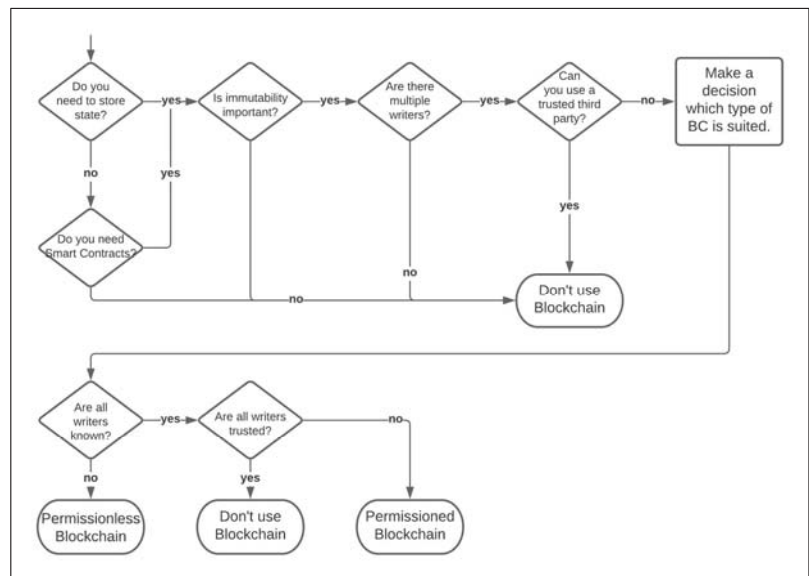 Do you
need to store
state?
yes
Is immutability
important?
yes
Are there
multiple
writers?
yes
Can
you use a
trusted third
party?
no
Make a
decision
which type of
BC is suited.
no
yes
yes
Do you need
Smart Contracts?
no
no
Don't use
Blockchain
Are all
writers
known?
yes
Are all writers
trusted?
no
no
yes
Permissionless
Blockchain
Don't use
Blockchain
Permissioned
Blockchain